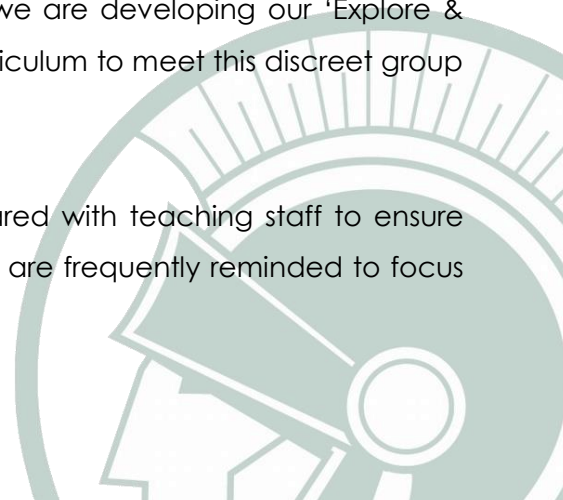 we are developing our ‘Explore &
iculum to meet this discreet group
ared with teaching staff to ensure
are frequently reminded to focus